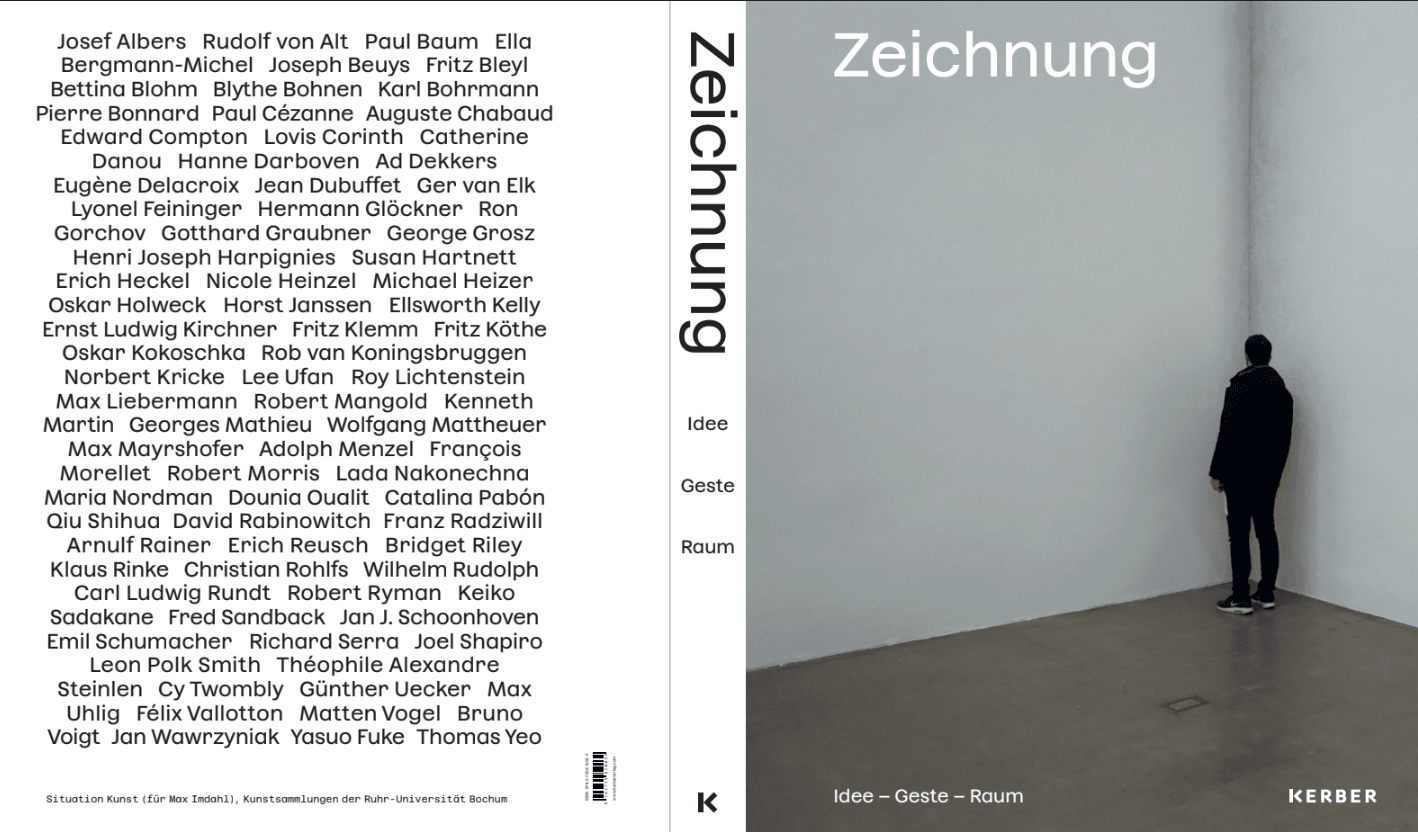 Josef Albers Rudolf von Alt Paul Baum Ella
Bergmann-Michel Joseph Beuys Fritz Bleyl
Bettina Blohm Blythe Bohnen Karl Bohrmann
Pierre Bonnard Paul Cézanne Auguste Chabaud
Edward Compton Lovis Corinth Catherine
Danou Hanne Darboven Ad Dekkers
Eugène Delacroix Jean Dubuffet Ger van Elk
Lyonel Feininger Hermann Glöckner Ron
Gorchov Gotthard Graubner George Grosz
Henri Joseph Harpignies Susan Hartnett
Erich Heckel Nicole Heinzel Michael Heizer
Oskar Holweck Horst Janssen Ellsworth Kelly
Ernst Ludwig Kirchner Fritz Klemm Fritz Köthe
Oskar Kokoschka Rob van Koningsbruggen
Norbert Kricke Lee Ufan Roy Lichtenstein
Max Liebermann Robert Mangold Kenneth
Martin Georges Mathieu Wolfgang Mattheuer
Max Mayrshofer Adolph Menzel François
Morellet Robert Morris Lada Nakonechna
Maria Nordman Dounia Oualit Catalina Pabón
Qiu Shihua David Rabinowitch Franz Radziwill
Arnulf Rainer Erich Reusch Bridget Riley
Klaus Rinke Christian Rohlfs Wilhelm Rudolph
Carl Ludwig Rundt Robert Ryman Keiko
Sadakane Fred Sandback Jan J. Schoonhoven
Emil Schumacher Richard Serra Joel Shapiro
Leon Polk Smith Théophile Alexandre
Steinlen Cy Twombly Günther Uecker Max
Uhlig Félix Vallotton Matten Vogel Bruno
Voigt Jan Wawrzyniak Yasuo Fuke Thomas Yeo
Situation Kunst (für Max Imdahl), Kunstsammlungen der Ruhr-Universität Bochum
Zeichnung
Idee
Geste
Raum
K
Zeichnung
Idee – Geste – Raum
KERBER